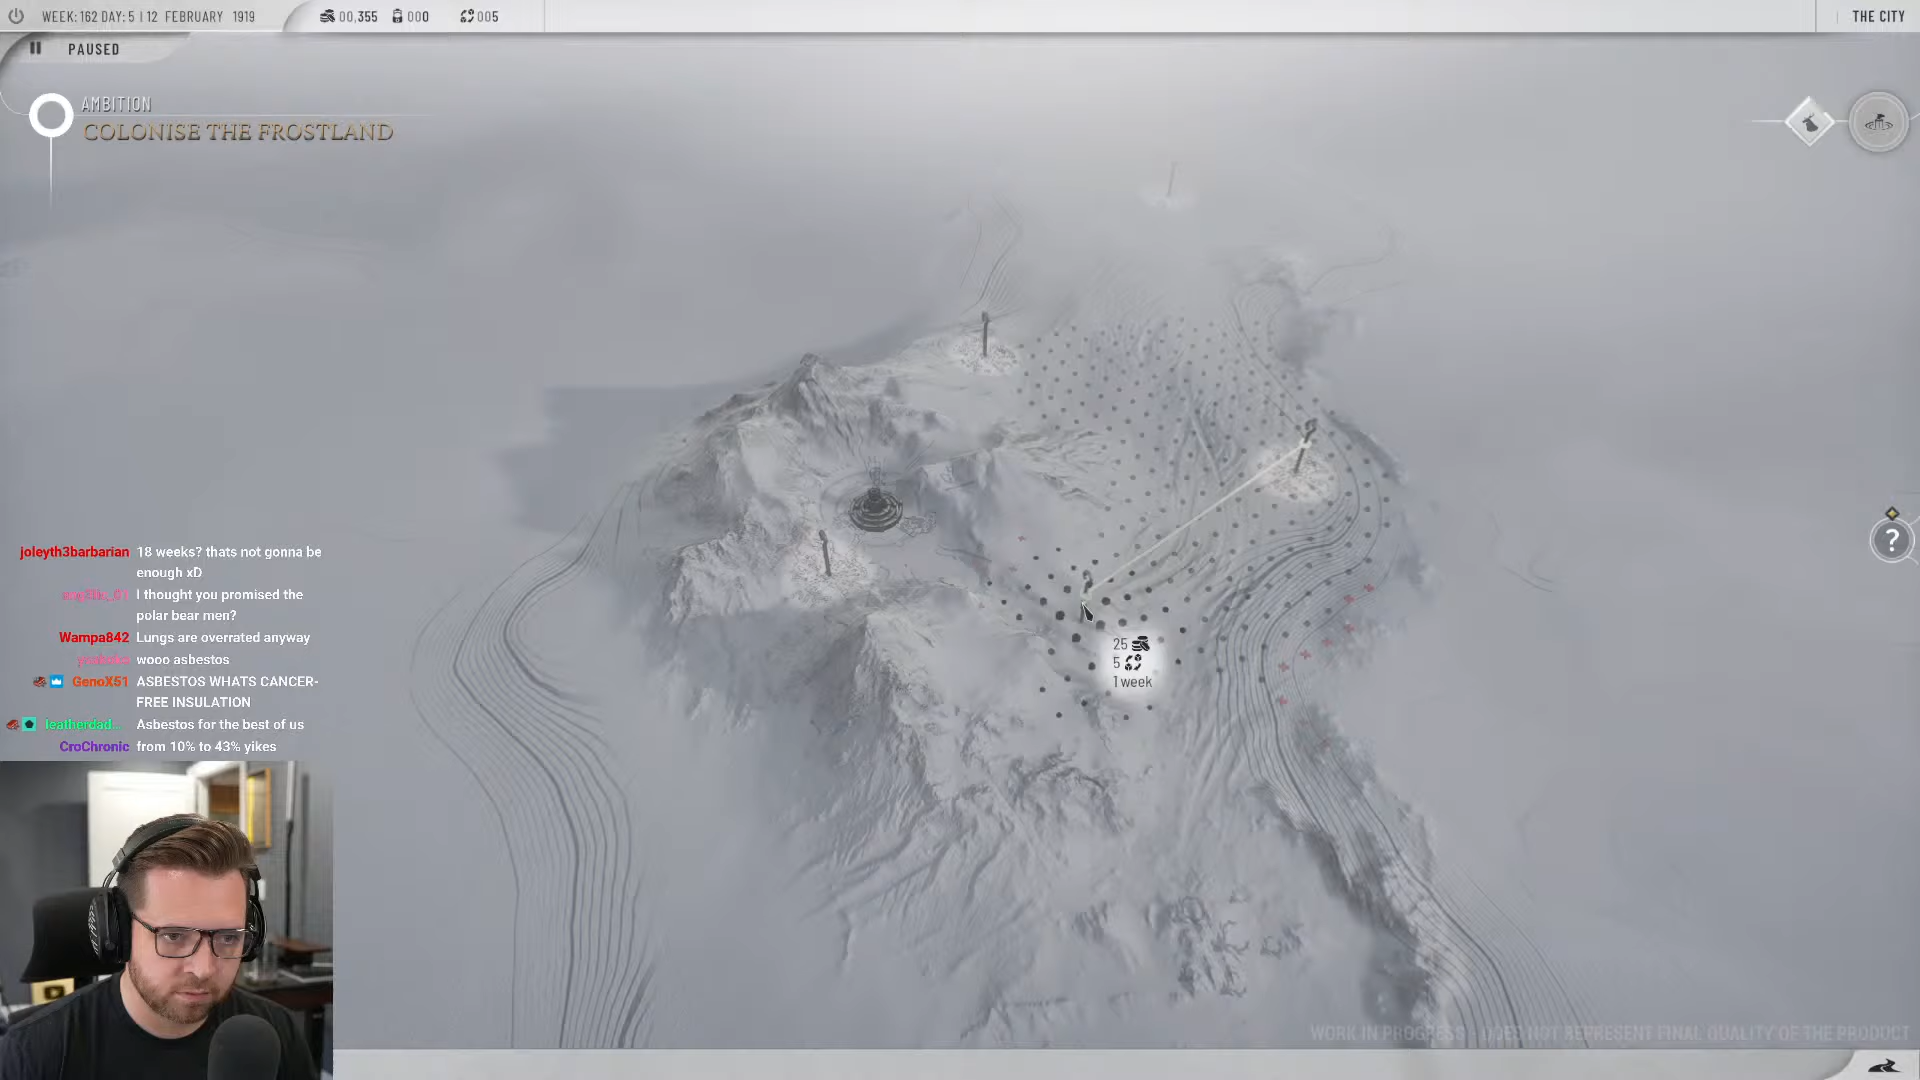 WEEK: 162 DAY: 5 | 12 FEBRUARY 1919
00,355
000
005
THE CITY
PAUSED
AMBITION
COLONISE THE FROSTLAND
?
25
5
1 week
joleyth3barbarian 18 weeks? thats not gonna be
enough xD
I thought you promised the
polar bear men?
Wampa842 Lungs are overrated anyway
wooo asbestos
GenoX51 ASBESTOS WHATS CANCER-
FREE INSULATION
leatherdad... Asbestos for the best of us
CroChronic from 10% to 43% yikes
WORK IN PROGRESS - DOES NOT REPRESENT FINAL QUALITY OF THE PRODUCT